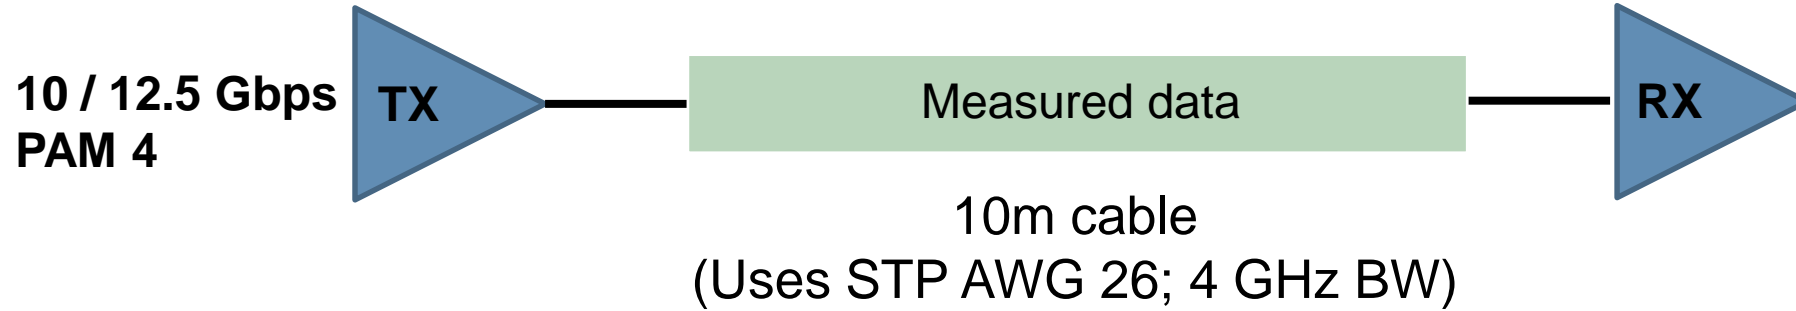 10 / 12.5 Gbps
PAM 4
TX
Measured data
RX
10m cable
(Uses STP AWG 26; 4 GHz BW)